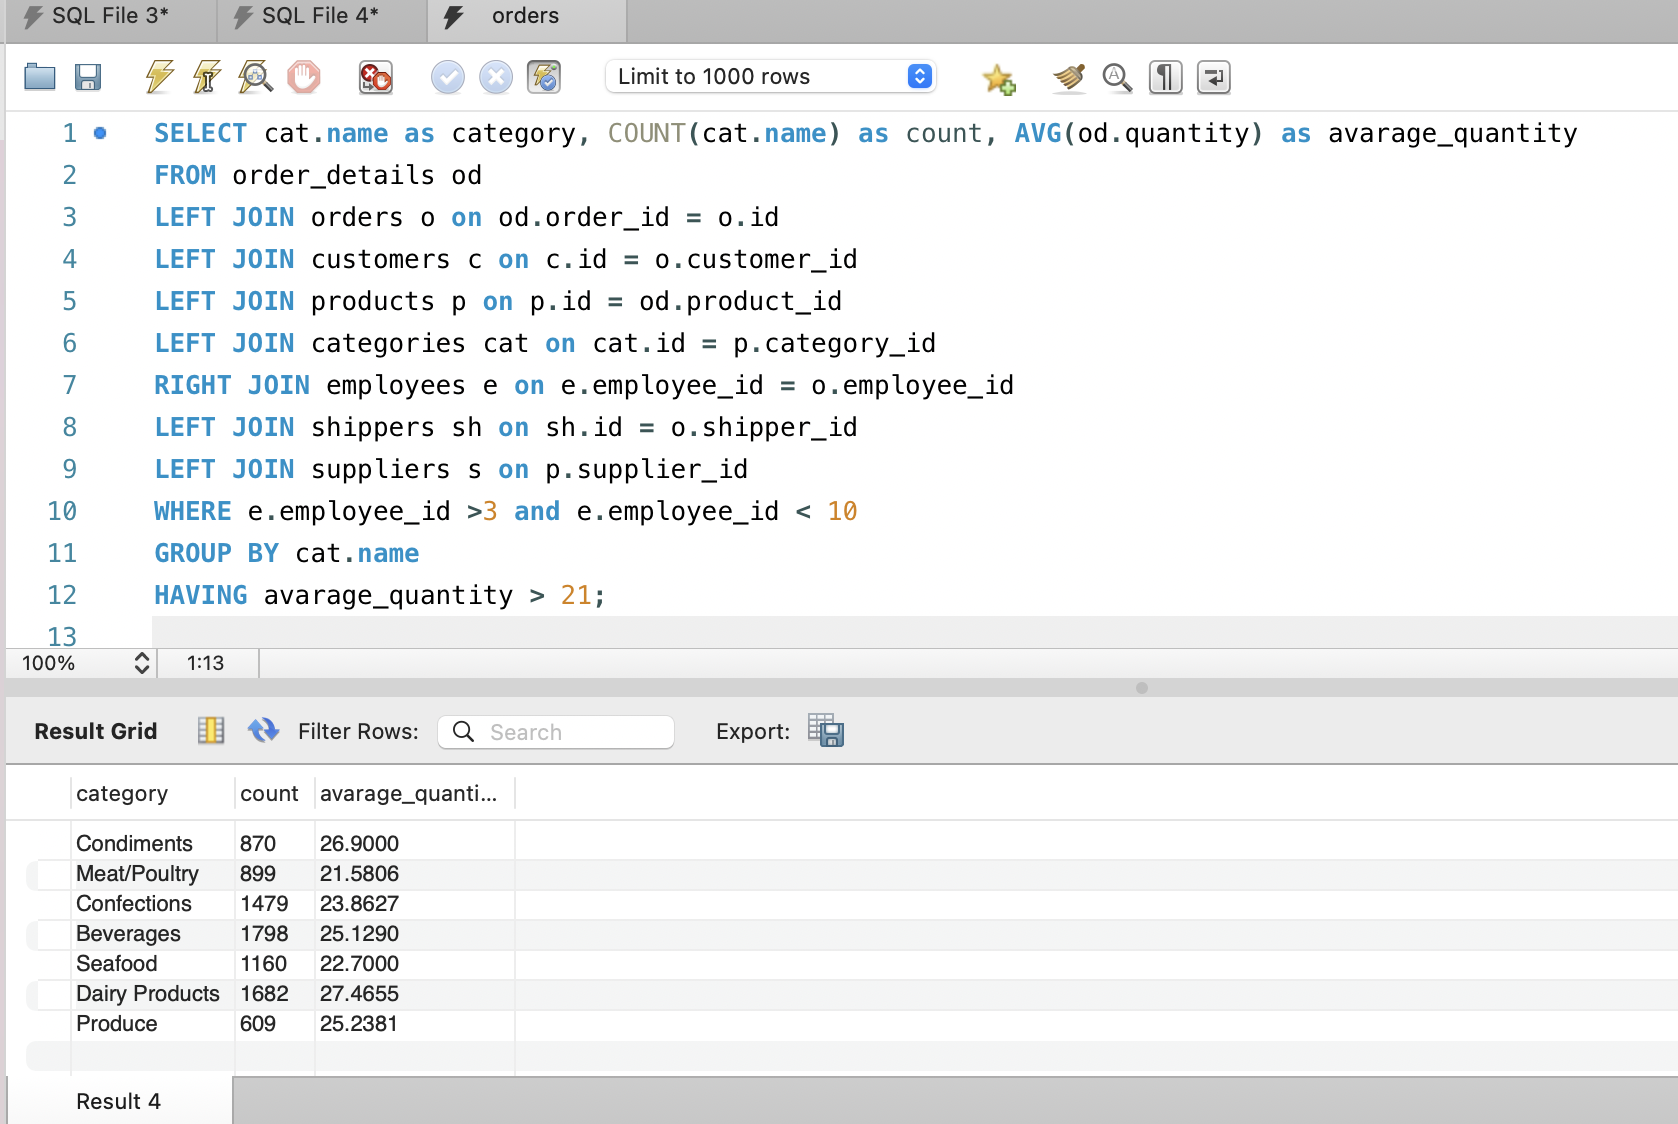 SQL File 3* SQL File 4* orders
Limit to 1000 rows
1 SELECT cat.name as category, COUNT(cat.name) as count, AVG(od.quantity) as avarage_quantity
2 FROM order_details od
3 LEFT JOIN orders o on od.order_id = o.id
4 LEFT JOIN customers c on c.id = o.customer_id
5 LEFT JOIN products p on p.id = od.product_id
6 LEFT JOIN categories cat on cat.id = p.category_id
7 RIGHT JOIN employees e on e.employee_id = o.employee_id
8 LEFT JOIN shippers sh on sh.id = o.shipper_id
9 LEFT JOIN suppliers s on p.supplier_id
10 WHERE e.employee_id >3 and e.employee_id < 10
11 GROUP BY cat.name
12 HAVING avarage_quantity > 21;
13
100% 1:13
Result Grid Filter Rows: Search Export:
category count avarage_quanti...
Condiments 870 26.9000
Meat/Poultry 899 21.5806
Confections 1479 23.8627
Beverages 1798 25.1290
Seafood 1160 22.7000
Dairy Products 1682 27.4655
Produce 609 25.2381
Result 4